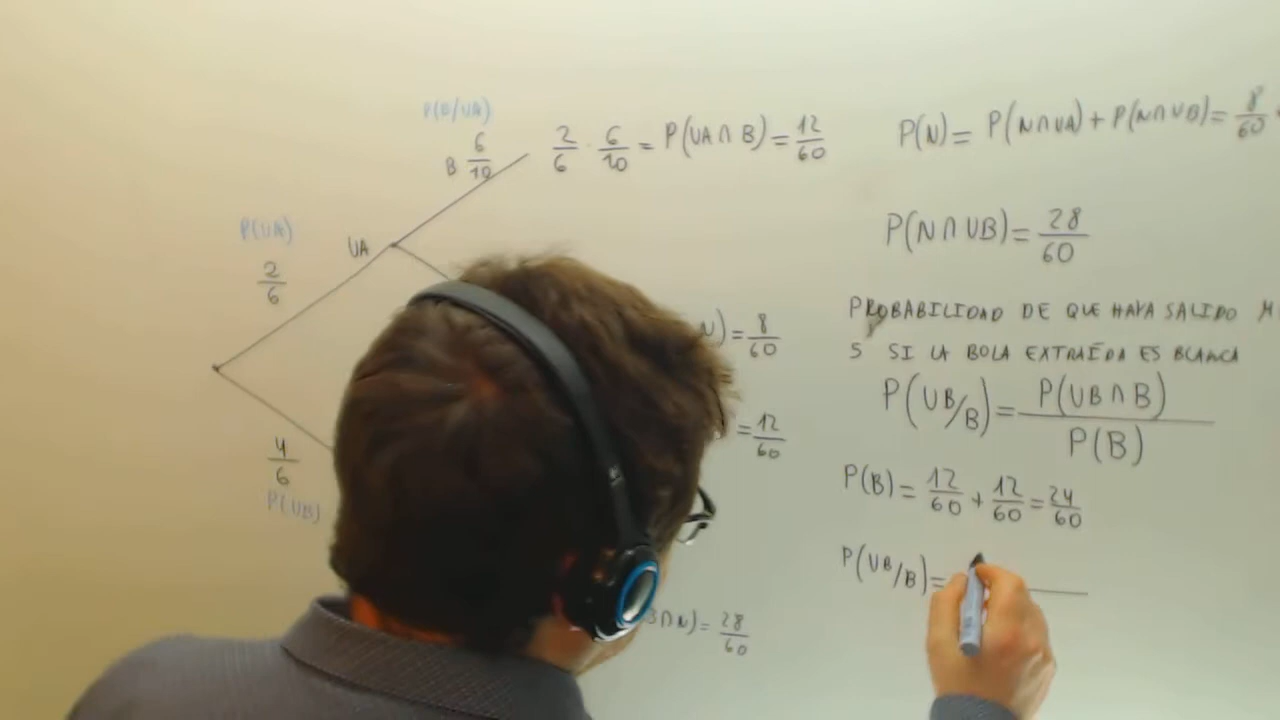 P(B/UA)
B 6/10
2/6 · 6/10 = P(UA∩B) = 12/60
P(UA)
UA
2/6
4/6
P(UB)
N) = 8/60
= 12/60
∩N) = 28/60
P(N) = P(N∩UA) + P(N∩UB) = 8/60
P(N∩UB) = 28/60
PROBABILIDAD DE QUE HAYA SALIDO
5 SI LA BOLA EXTRAÍDA ES BLANCA
P(UB/B) = P(UB∩B)/P(B)
P(B) = 12/60 + 12/60 = 24/60
P(UB/B) =